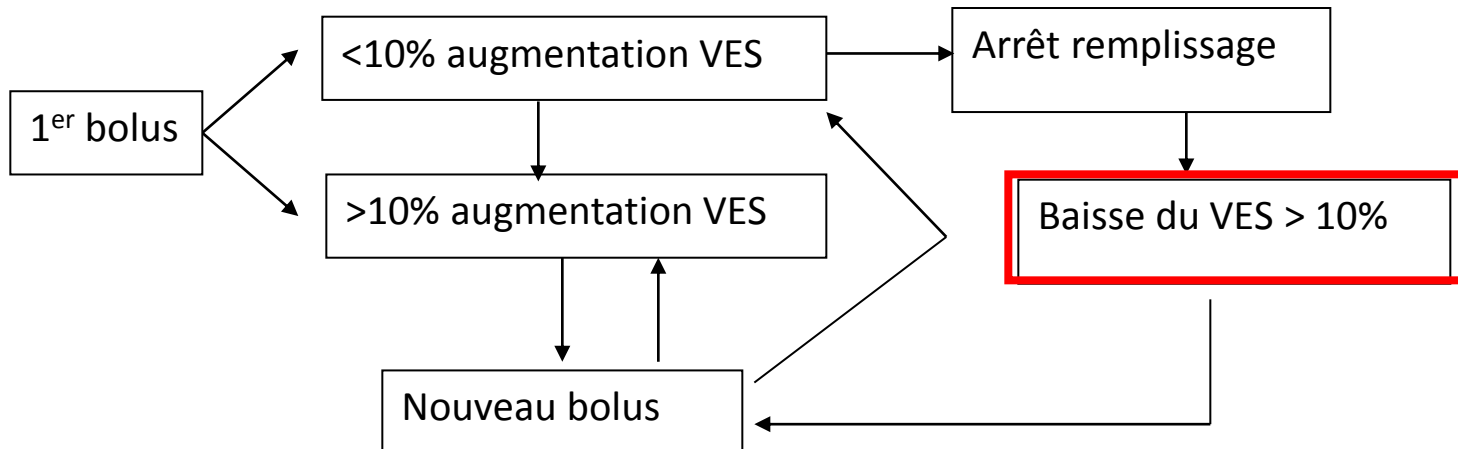 1er bolus
<10% augmentation VES
>10% augmentation VES
Nouveau bolus
Arrêt remplissage
Baisse du VES > 10%